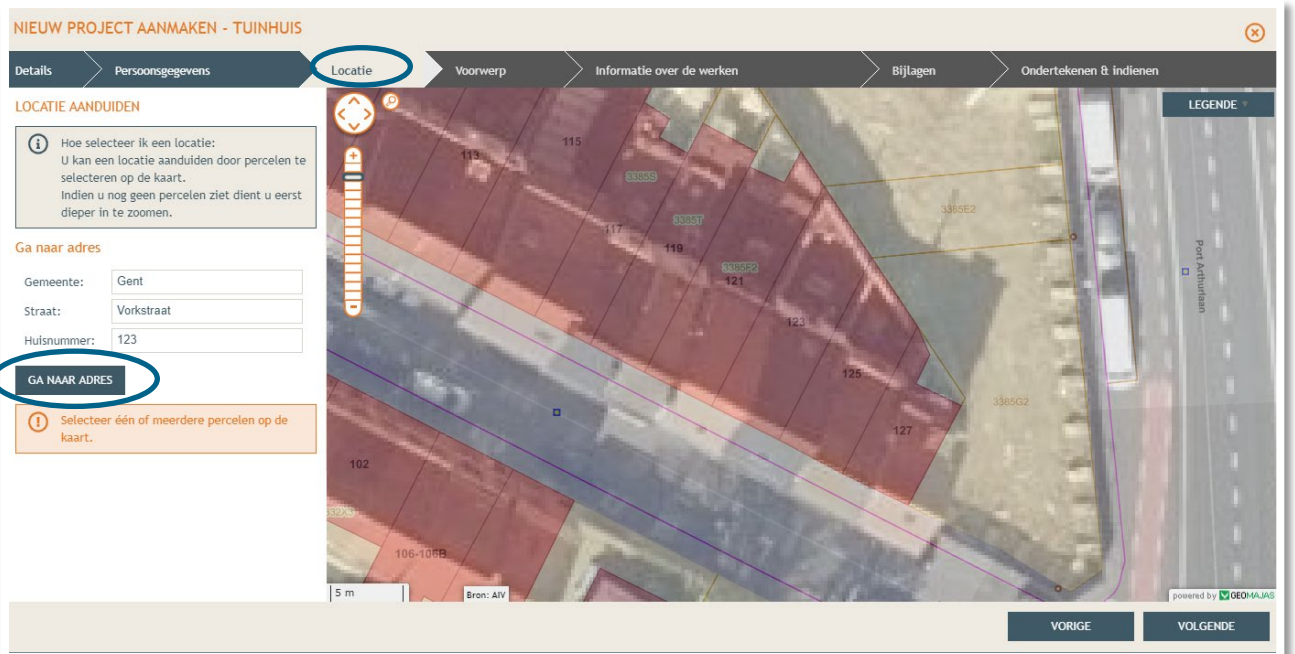 NIEUW PROJECT AANMAKEN - TUINHUIS
Details
Persoonsgegevens
Locatie
Voorwerp
Informatie over de werken
Bijlagen
Ondertekenen & indienen
LOCATIE AANDUIDEN
Hoe selecteer ik een locatie:
U kan een locatie aanduiden door percelen te
selecteren op de kaart.
Indien u nog geen percelen ziet dient u eerst
dieper in te zoomen.
Ga naar adres
Gemeente: Gent
Straat: Vorkstraat
Huisnummer: 123
GA NAAR ADRES
Selecteer één of meerdere percelen op de
kaart.
LEGENDE
113
115
3385S
117
3385T
119
3385F2
121
123
125
127
3385E2
3385G2
Port Arthurlaan
102
332X3
106-106B
5 m
Bron: AIV
powered by GEOMAJAS
VORIGE
VOLGENDE